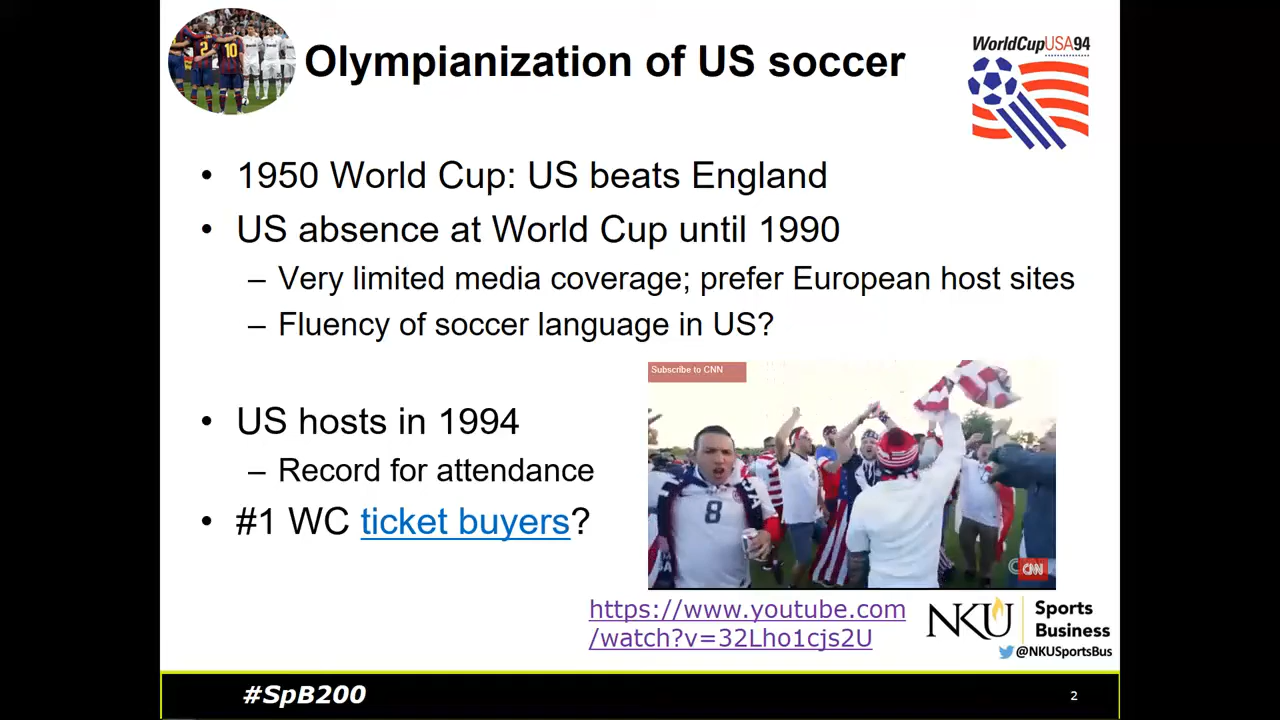 Olympianization of US soccer
WorldCupUSA94
• 1950 World Cup: US beats England
• US absence at World Cup until 1990
– Very limited media coverage; prefer European host sites
– Fluency of soccer language in US?
Subscribe to CNN
• US hosts in 1994
– Record for attendance
• #1 WC ticket buyers?
2
10
8
CNN
https://www.youtube.com
/watch?v=32Lho1cjs2U
NKU Sports
Business
@NKUSportsBus
#SpB200
2